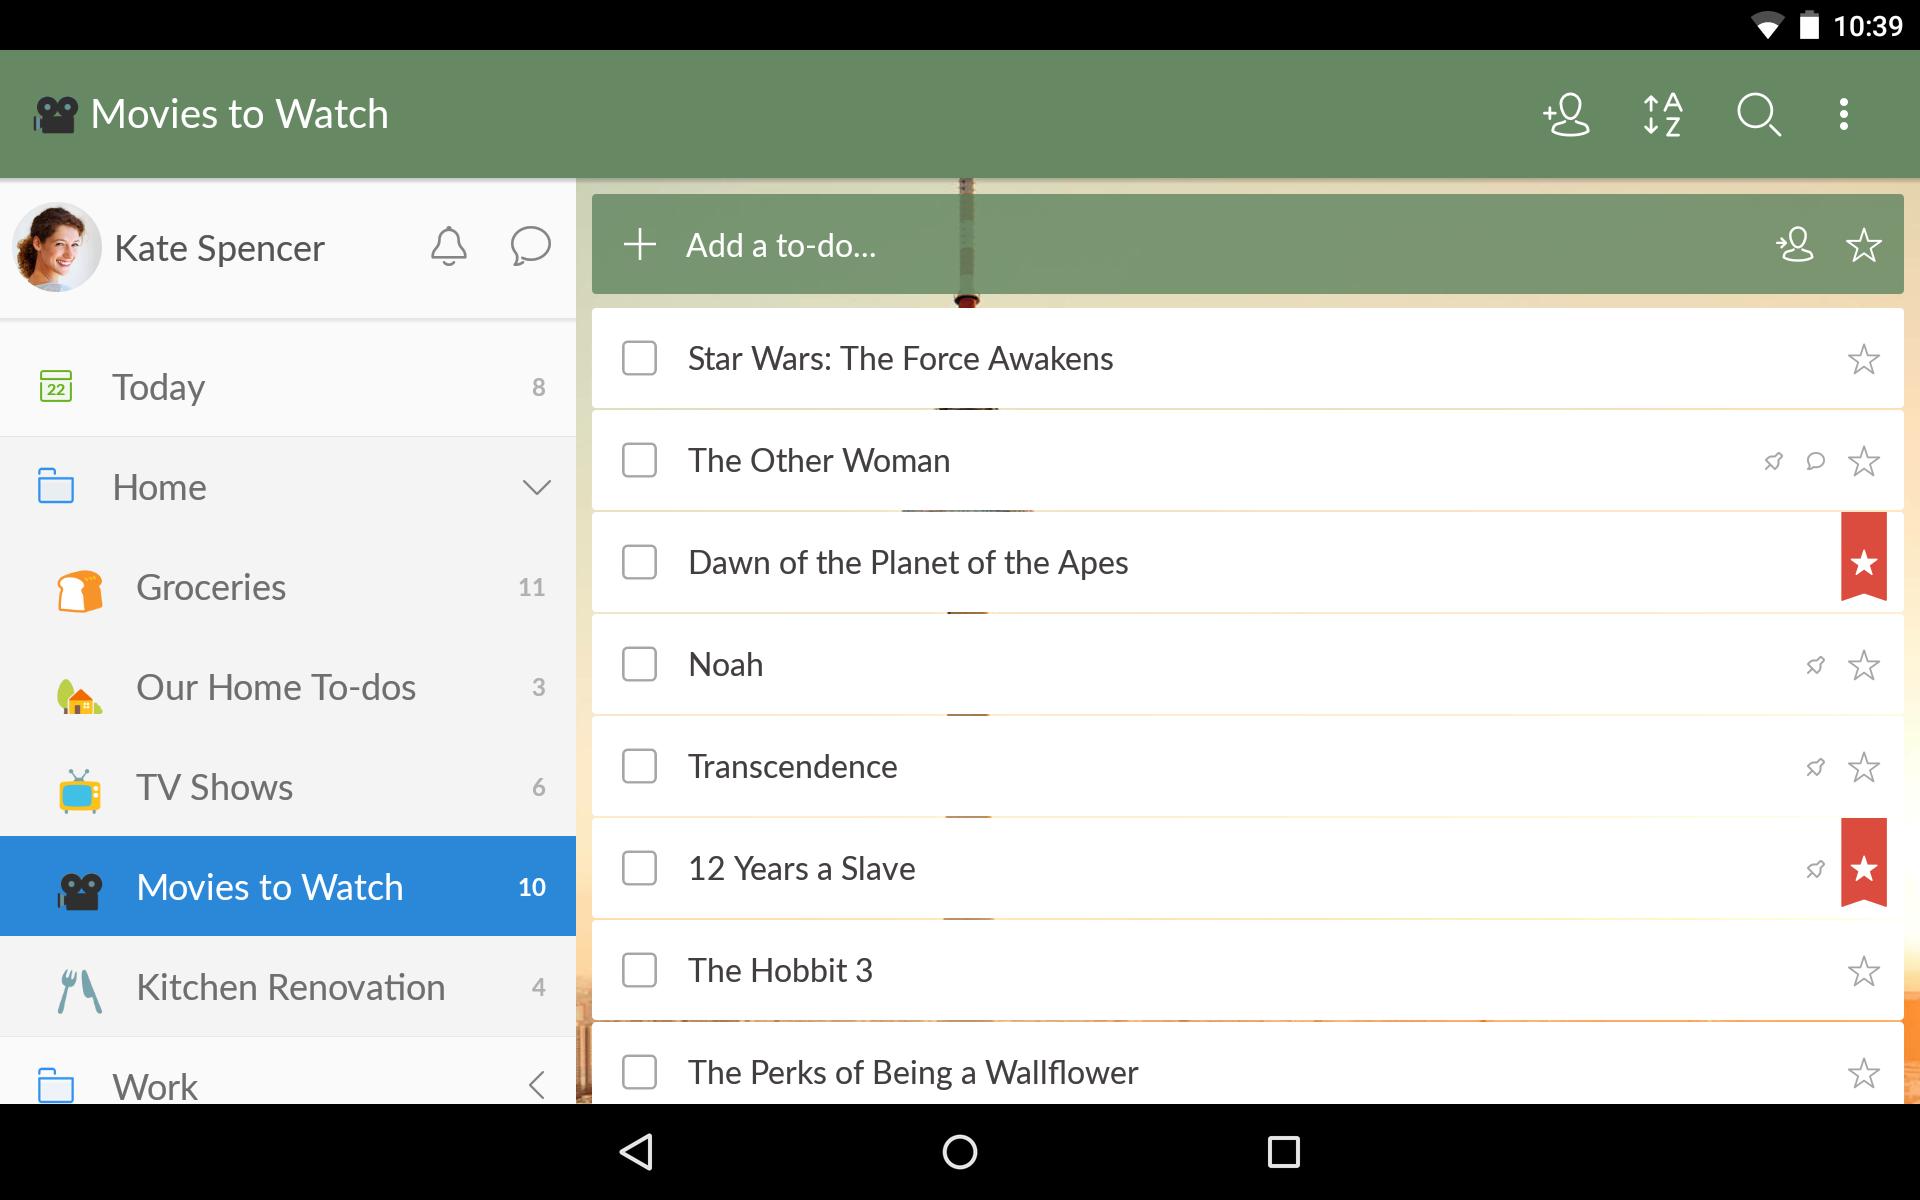 10:39
Movies to Watch
A
Z
Kate Spencer
Add a to-do...
22
Today 8
Home
Groceries 11
Our Home To-dos 3
TV Shows 6
Movies to Watch 10
Kitchen Renovation 4
Work
Star Wars: The Force Awakens
The Other Woman
Dawn of the Planet of the Apes
Noah
Transcendence
12 Years a Slave
The Hobbit 3
The Perks of Being a Wallflower